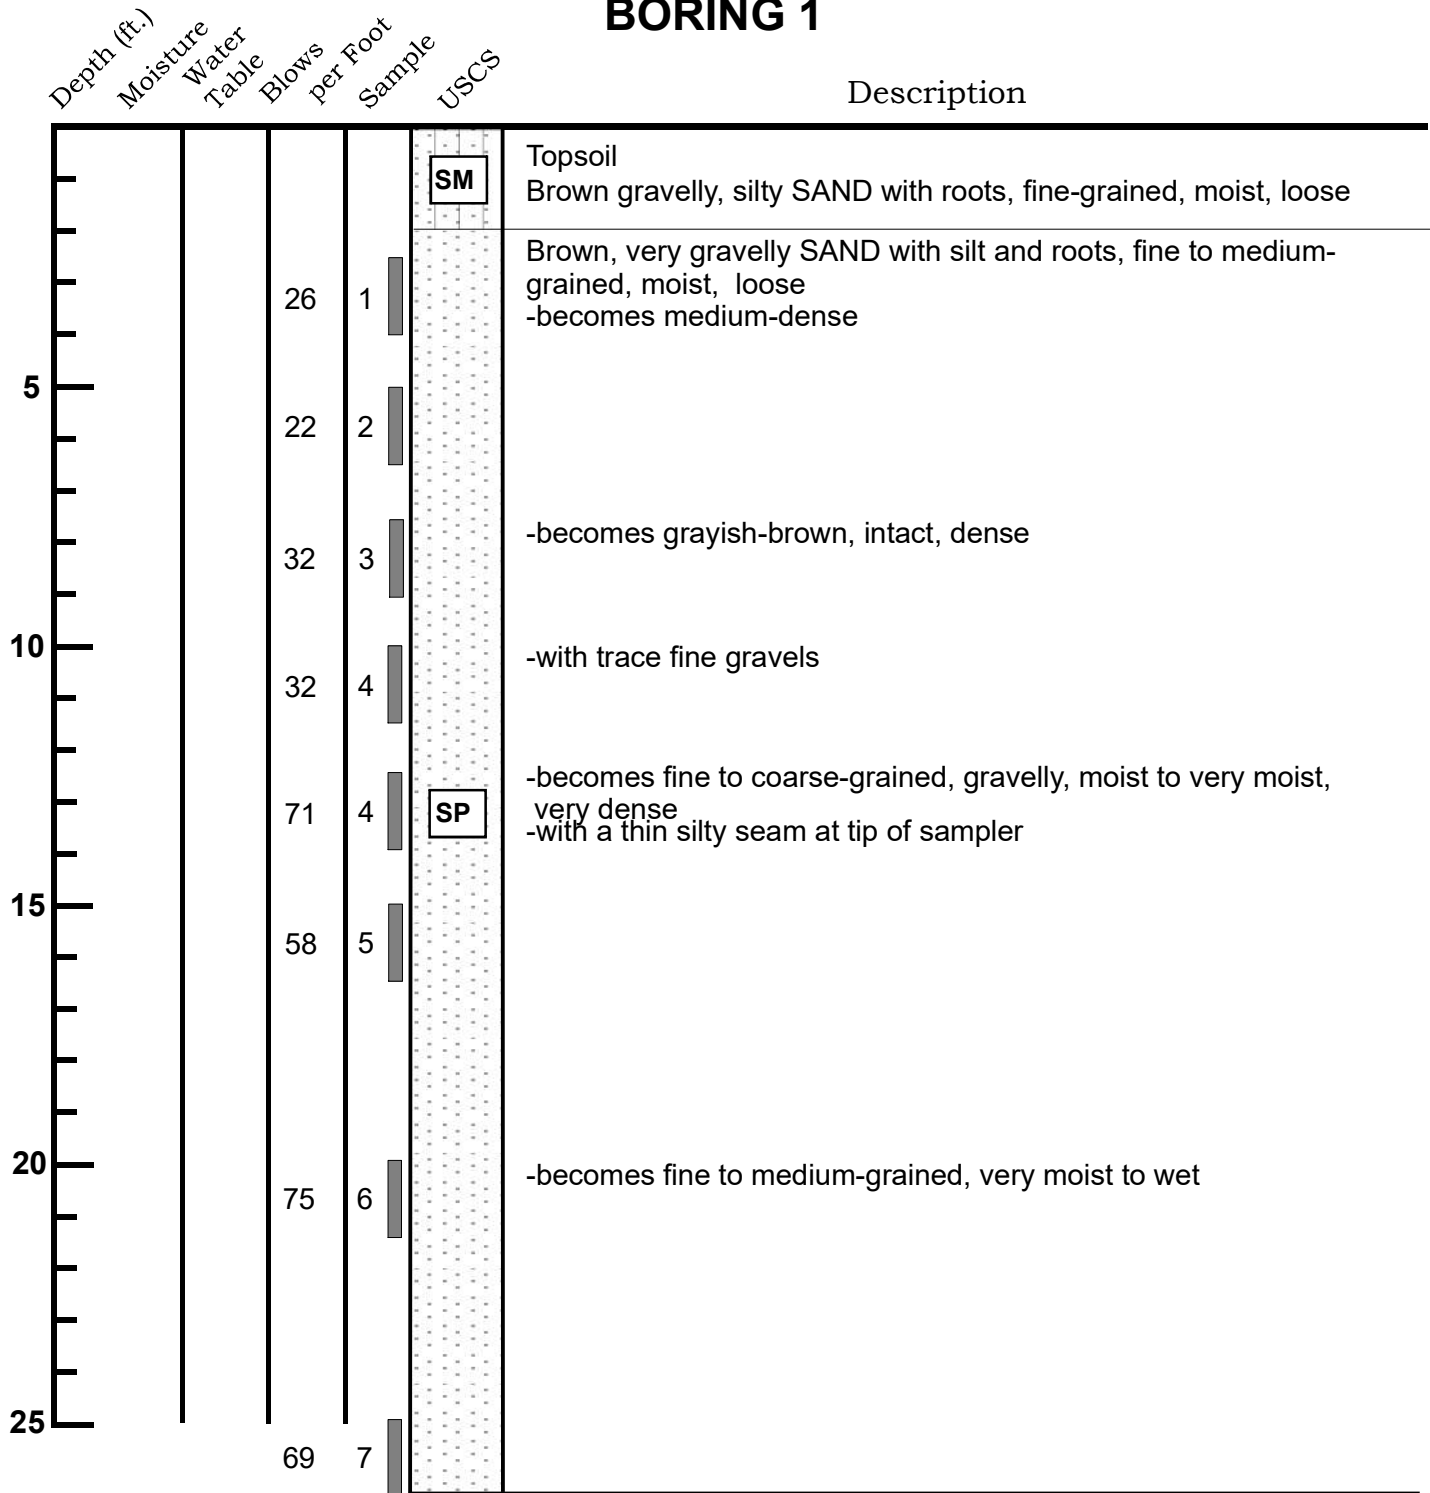 BORING 1
Depth (ft.)
Moisture
Water
Table
Blows
per Foot
Sample
USCS
Description
Topsoil
SM
Brown gravelly, silty SAND with roots, fine-grained, moist, loose
Brown, very gravelly SAND with silt and roots, fine to medium-
grained, moist, loose
26 1
-becomes medium-dense
5
22 2
-becomes grayish-brown, intact, dense
32 3
10
-with trace fine gravels
32 4
-becomes fine to coarse-grained, gravelly, moist to very moist,
very dense
71 4 SP
-with a thin silty seam at tip of sampler
15
58 5
20
-becomes fine to medium-grained, very moist to wet
75 6
25
69 7